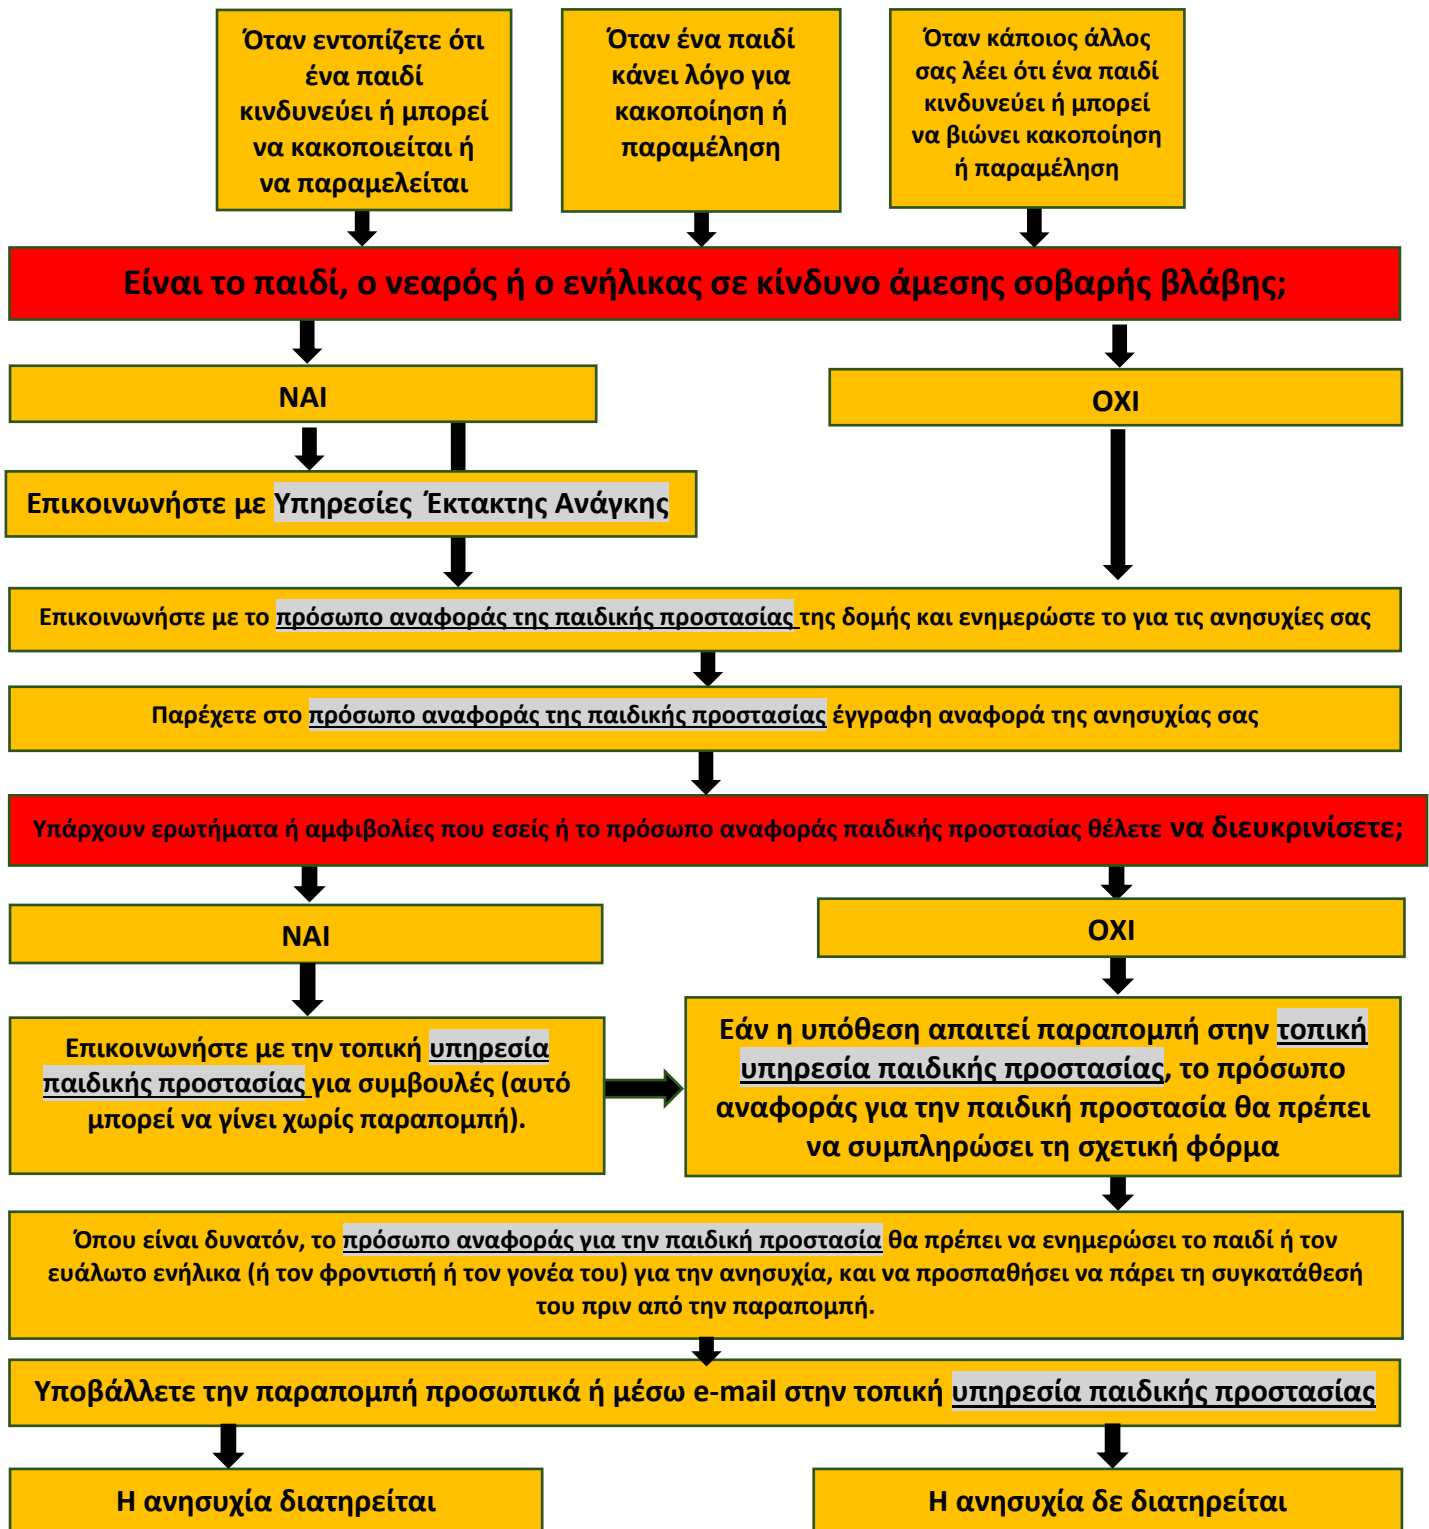 Όταν εντοπίζετε ότι
ένα παιδί
κινδυνεύει ή μπορεί
να κακοποιείται ή
να παραμελείται
Όταν ένα παιδί
κάνει λόγο για
κακοποίηση ή
παραμέληση
Όταν κάποιος άλλος
σας λέει ότι ένα παιδί
κινδυνεύει ή μπορεί
να βιώνει κακοποίηση
ή παραμέληση
Είναι το παιδί, ο νεαρός ή ο ενήλικας σε κίνδυνο άμεσης σοβαρής βλάβης;
ΝΑΙ
ΟΧΙ
Επικοινωνήστε με Υπηρεσίες Έκτακτης Ανάγκης
Επικοινωνήστε με το πρόσωπο αναφοράς της παιδικής προστασίας της δομής και ενημερώστε το για τις ανησυχίες σας
Παρέχετε στο πρόσωπο αναφοράς της παιδικής προστασίας έγγραφη αναφορά της ανησυχίας σας
Υπάρχουν ερωτήματα ή αμφιβολίες που εσείς ή το πρόσωπο αναφοράς παιδικής προστασίας θέλετε να διευκρινίσετε;
ΝΑΙ
ΟΧΙ
Επικοινωνήστε με την τοπική υπηρεσία
παιδικής προστασίας για συμβουλές (αυτό
μπορεί να γίνει χωρίς παραπομπή).
Εάν η υπόθεση απαιτεί παραπομπή στην τοπική
υπηρεσία παιδικής προστασίας, το πρόσωπο
αναφοράς για την παιδική προστασία θα πρέπει
να συμπληρώσει τη σχετική φόρμα
Όπου είναι δυνατόν, το πρόσωπο αναφοράς για την παιδική προστασία θα πρέπει να ενημερώσει το παιδί ή τον
ευάλωτο ενήλικα (ή τον φροντιστή ή τον γονέα του) για την ανησυχία, και να προσπαθήσει να πάρει τη συγκατάθεσή
του πριν από την παραπομπή.
Υποβάλλετε την παραπομπή προσωπικά ή μέσω e-mail στην τοπική υπηρεσία παιδικής προστασίας
Η ανησυχία διατηρείται
Η ανησυχία δε διατηρείται